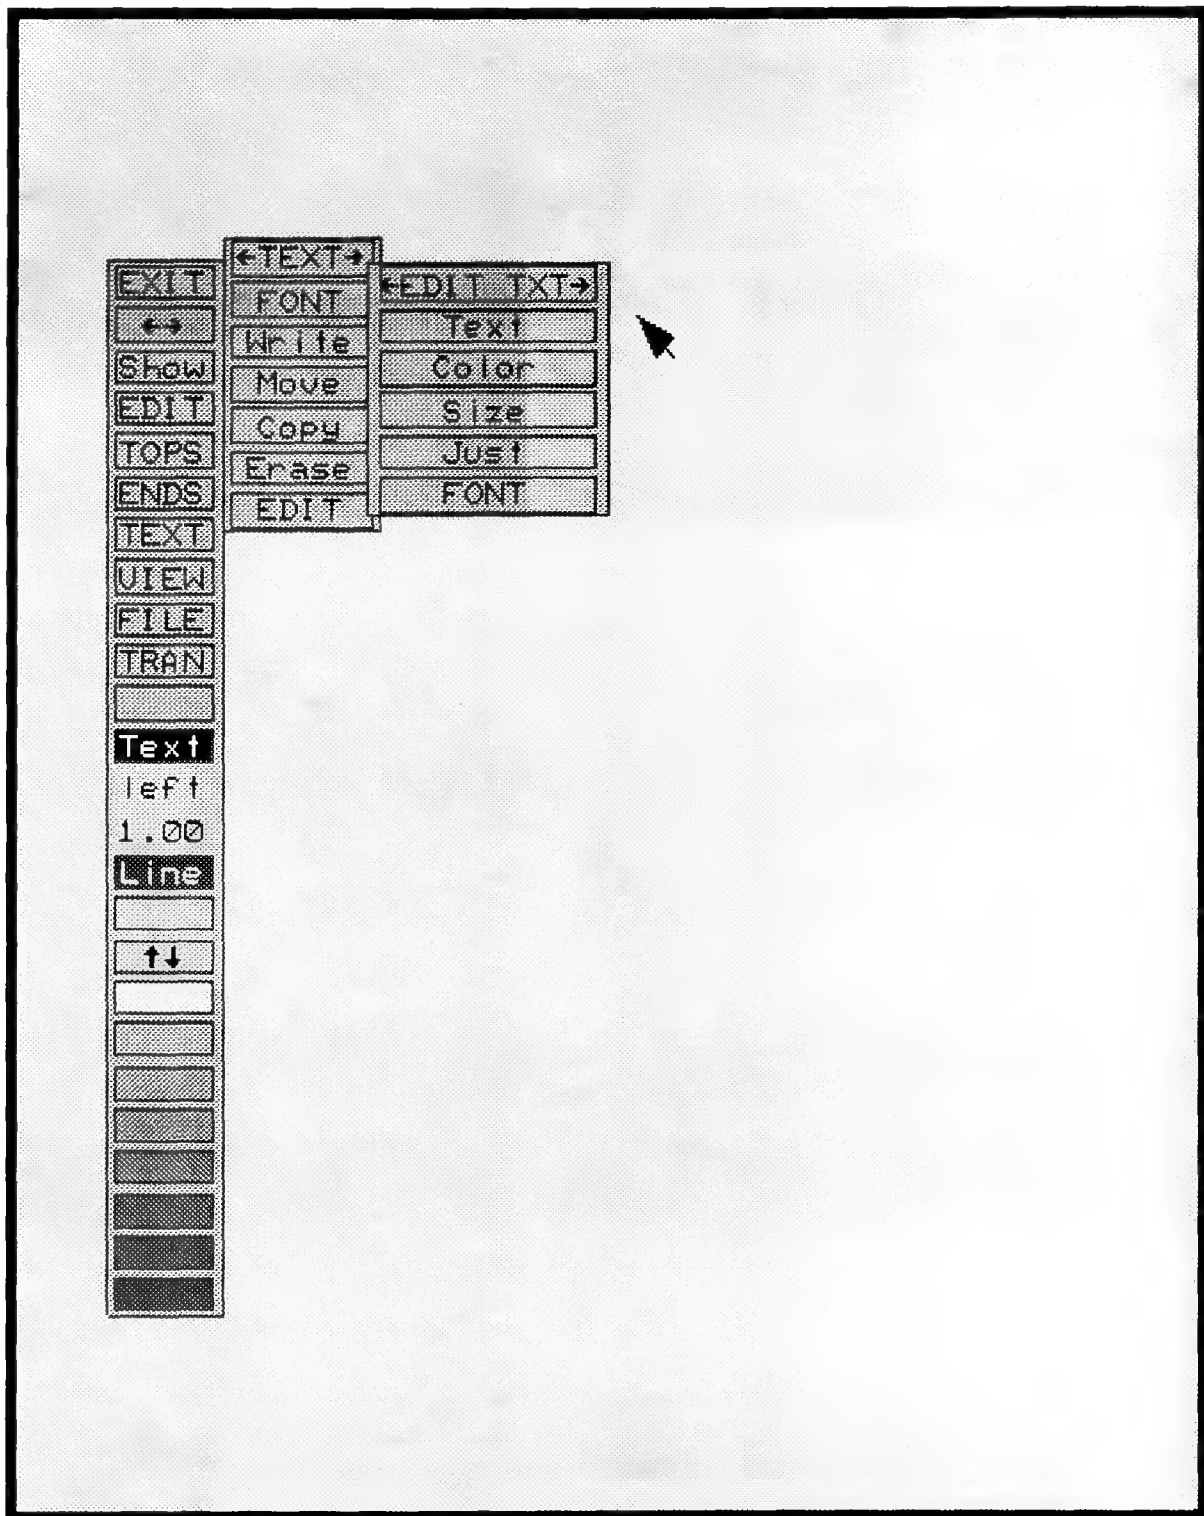 EXIT
←→
Show
EDIT
TOPS
ENDS
TEXT
VIEW
FILE
TRAN
Text
left
1.00
Line
↑↓
←TEXT→
FONT
Write
Move
Copy
Erase
EDIT
←EDIT TXT→
Text
Color
Size
Just
FONT